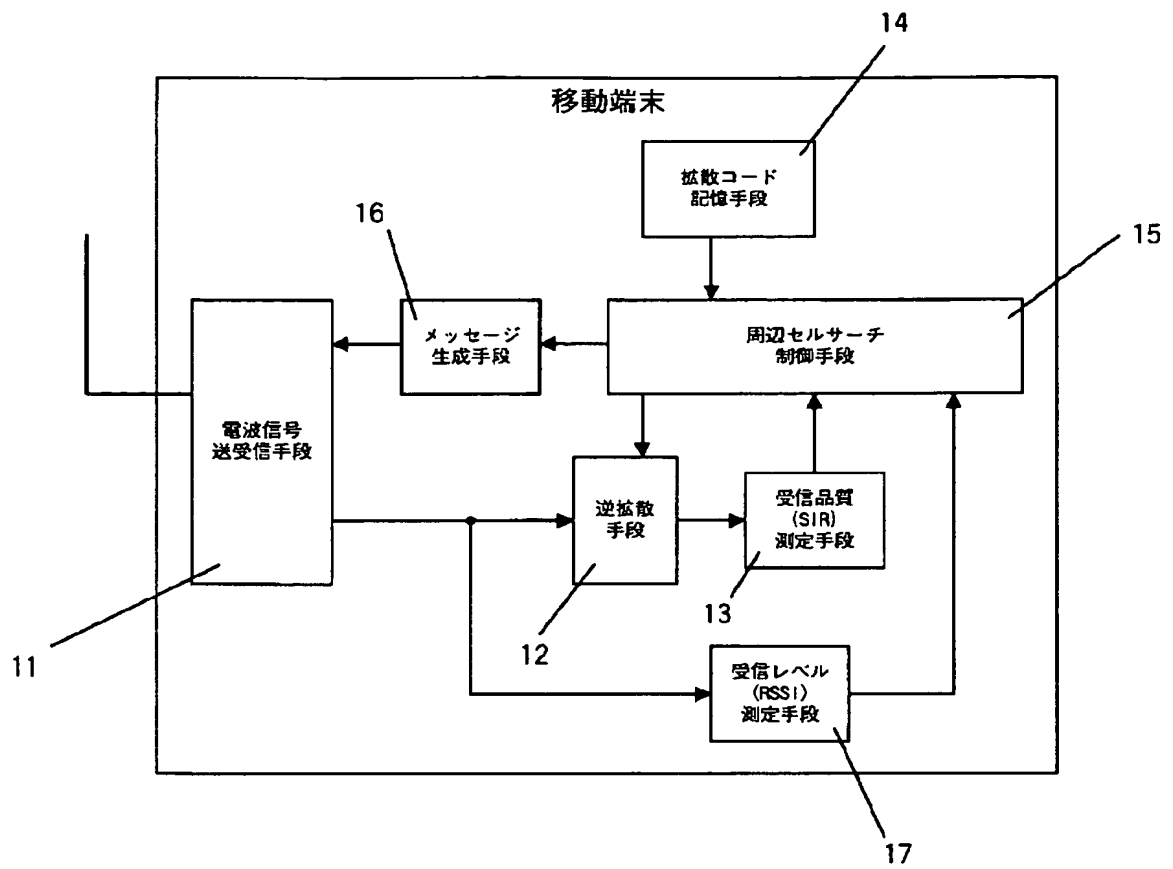 14
移動端末
拡散コード
記憶手段
16
15
メッセージ
生成手段
周辺セルサーチ
制御手段
電波信号
送受信手段
逆拡散
手段
受信品質
(SIR)
測定手段
11
12
13
受信レベル
(RSSI)
測定手段
17